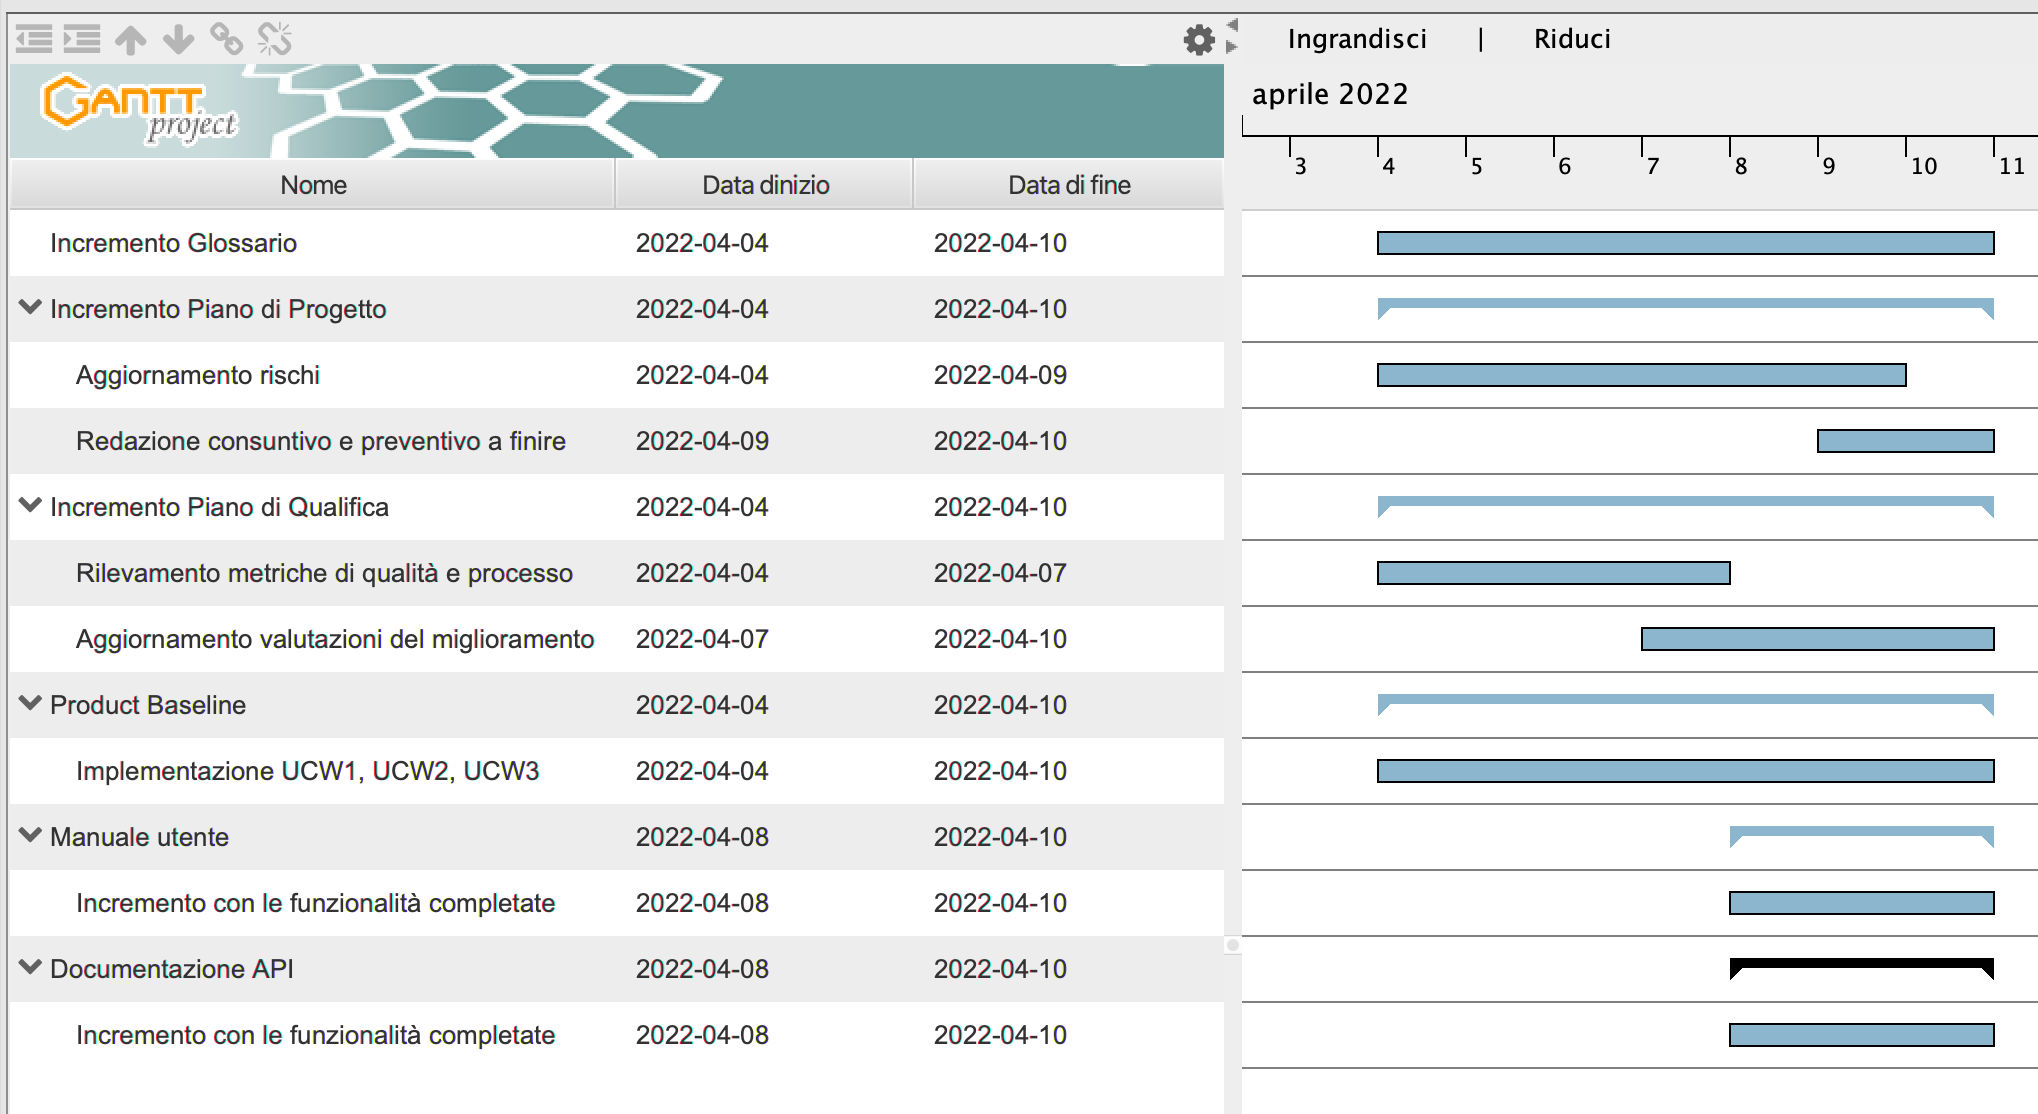 Ingrandisci | Riduci
GANTT
project
aprile 2022
3 4 5 6 7 8 9 10 11
Nome Data dinizio Data di fine
Incremento Glossario 2022-04-04 2022-04-10
Incremento Piano di Progetto 2022-04-04 2022-04-10
Aggiornamento rischi 2022-04-04 2022-04-09
Redazione consuntivo e preventivo a finire 2022-04-09 2022-04-10
Incremento Piano di Qualifica 2022-04-04 2022-04-10
Rilevamento metriche di qualità e processo 2022-04-04 2022-04-07
Aggiornamento valutazioni del miglioramento 2022-04-07 2022-04-10
Product Baseline 2022-04-04 2022-04-10
Implementazione UCW1, UCW2, UCW3 2022-04-04 2022-04-10
Manuale utente 2022-04-08 2022-04-10
Incremento con le funzionalità completate 2022-04-08 2022-04-10
Documentazione API 2022-04-08 2022-04-10
Incremento con le funzionalità completate 2022-04-08 2022-04-10